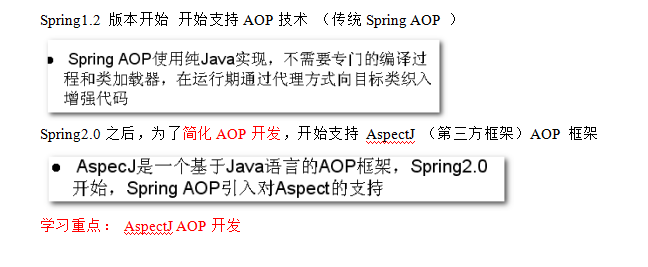 Spring1.2 版本开始 开始支持 AOP 技术 （传统 Spring AOP ）
● Spring AOP使用纯Java实现，不需要专门的编译过
程和类加载器，在运行期通过代理方式向目标类织入
增强代码
Spring2.0 之后，为了简化 AOP 开发，开始支持 AspectJ （第三方框架）AOP 框架
● AspecJ是一个基于Java语言的AOP框架，Spring2.0
开始，Spring AOP引入对Aspect的支持
学习重点： AspectJ AOP 开发